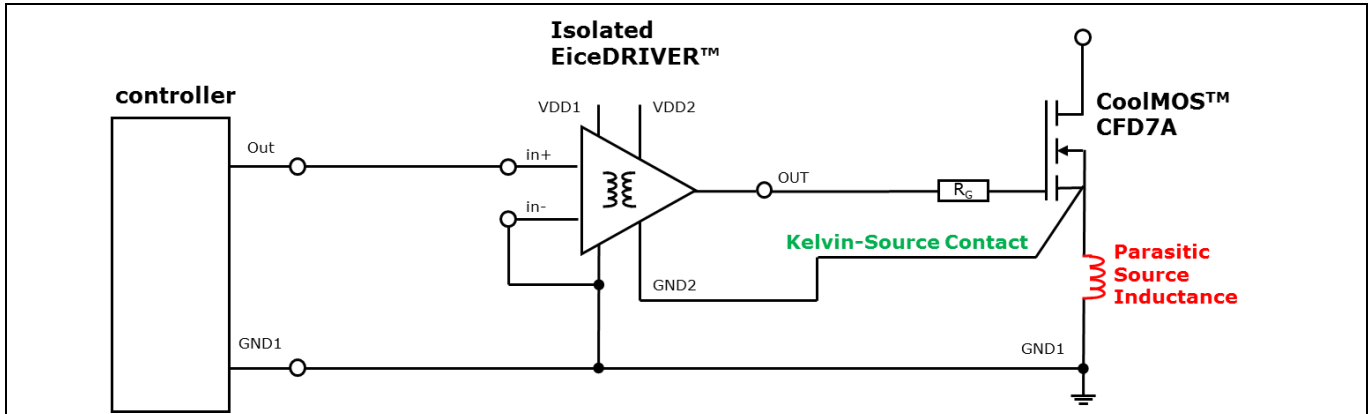 Isolated
EiceDRIVER™
controller
VDD1
VDD2
CoolMOS™
CFD7A
Out
in+
in-
OUT
RG
Kelvin-Source Contact
Parasitic
Source
Inductance
GND2
GND1
GND1